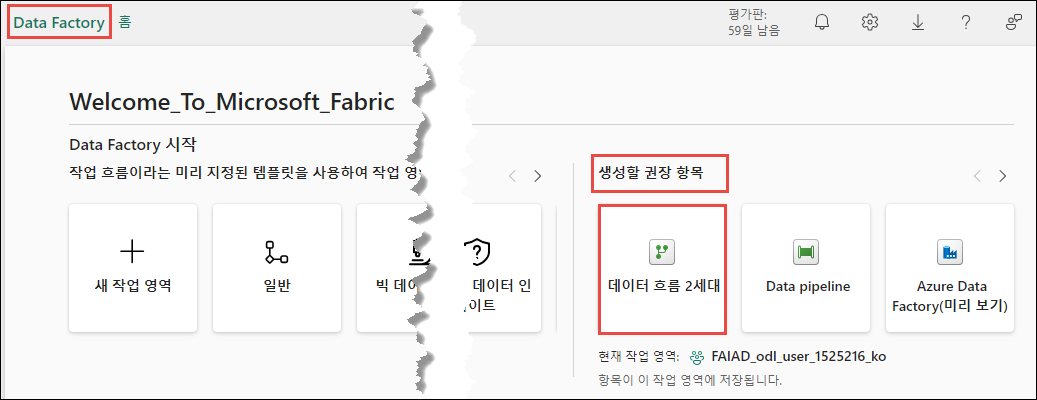 Data Factory 홈
평가판:
59일 남음
Welcome_To_Microsoft_Fabric
Data Factory 시작
작업 흐름이라는 미리 지정된 템플릿을 사용하여 작업
생성할 권장 항목
새 작업 영역
일반
빅
데이터 인
이트
데이터 흐름 2세대
Data pipeline
Azure Data
Factory(미리 보기)
현재 작업 영역: FAIAD_odl_user_1525216_ko
항목이 이 작업 영역에 저장됩니다.